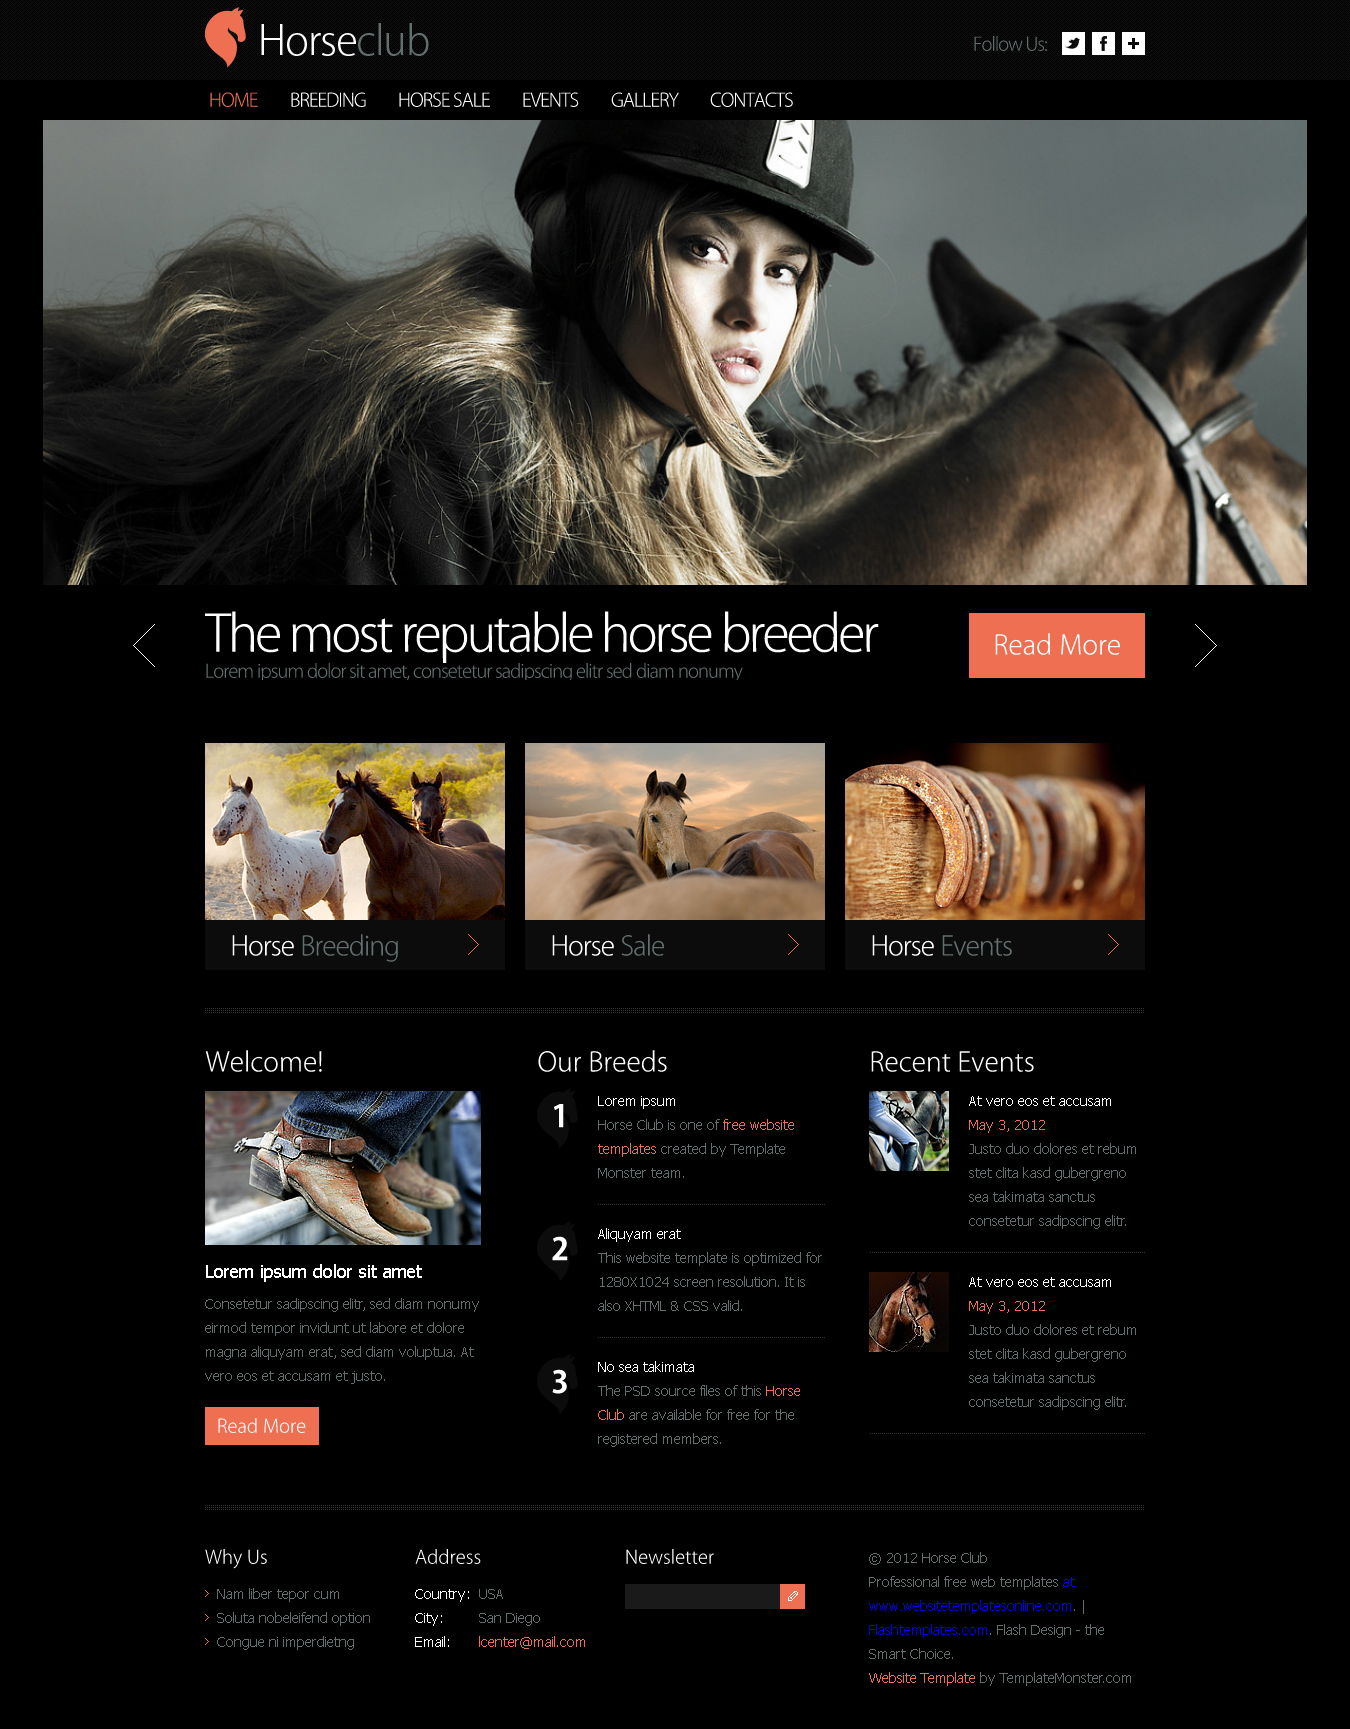 Horseclub
Follow Us:
HOME BREEDING HORSE SALE EVENTS GALLERY CONTACTS
The most reputable horse breeder
Lorem ipsum dolor sit amet, consetetur sadipscing elitr sed diam nonumy
Read More
Horse Breeding
Horse Sale
Horse Events
Welcome!
Lorem ipsum dolor sit amet
Consetetur sadipscing elitr, sed diam nonumy
eirmod tempor invidunt ut labore et dolore
magna aliquyam erat, sed diam voluptua. At
vero eos et accusam et justo.
Read More
Our Breeds
1
Lorem ipsum
Horse Club is one of free website
templates created by Template
Monster team.
2
Aliquyam erat
This website template is optimized for
1280X1024 screen resolution. It is
also XHTML & CSS valid.
3
No sea takimata
The PSD source files of this Horse
Club are available for free for the
registered members.
Recent Events
At vero eos et accusam
May 3, 2012
Justo duo dolores et rebum
stet clita kasd gubergreno
sea takimata sanctus
consetetur sadipscing elitr.
At vero eos et accusam
May 3, 2012
Justo duo dolores et rebum
stet clita kasd gubergreno
sea takimata sanctus
consetetur sadipscing elitr.
Why Us
Nam liber tepor cum
Soluta nobeleifend option
Congue ni imperdietng
Address
Country: USA
City: San Diego
Email: lcenter@mail.com
Newsletter
© 2012 Horse Club
Professional free web templates at
www.websitetemplatesonline.com. |
Flashtemplates.com. Flash Design - the
Smart Choice.
Website Template by TemplateMonster.com